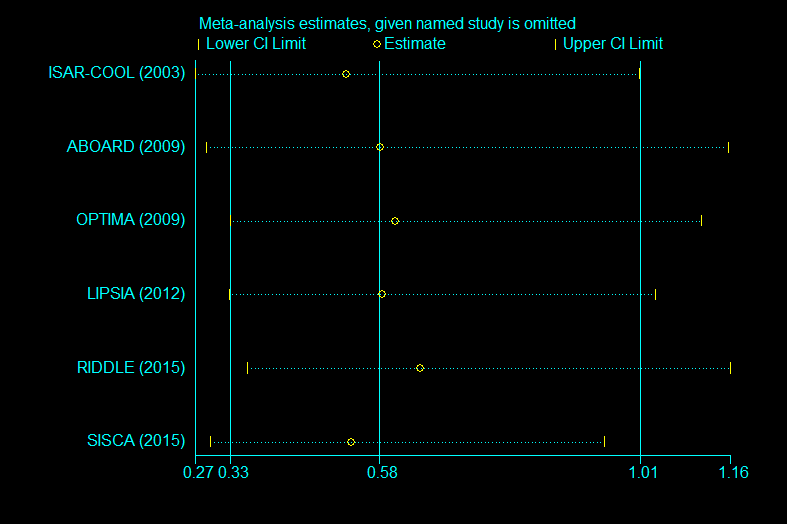 Meta-analysis estimates, given named study is omitted
Lower CI Limit Estimate Upper CI Limit
ISAR-COOL (2003)
ABOARD (2009)
OPTIMA (2009)
LIPSIA (2012)
RIDDLE (2015)
SISCA (2015)
0.27 0.33 0.58 1.01 1.16